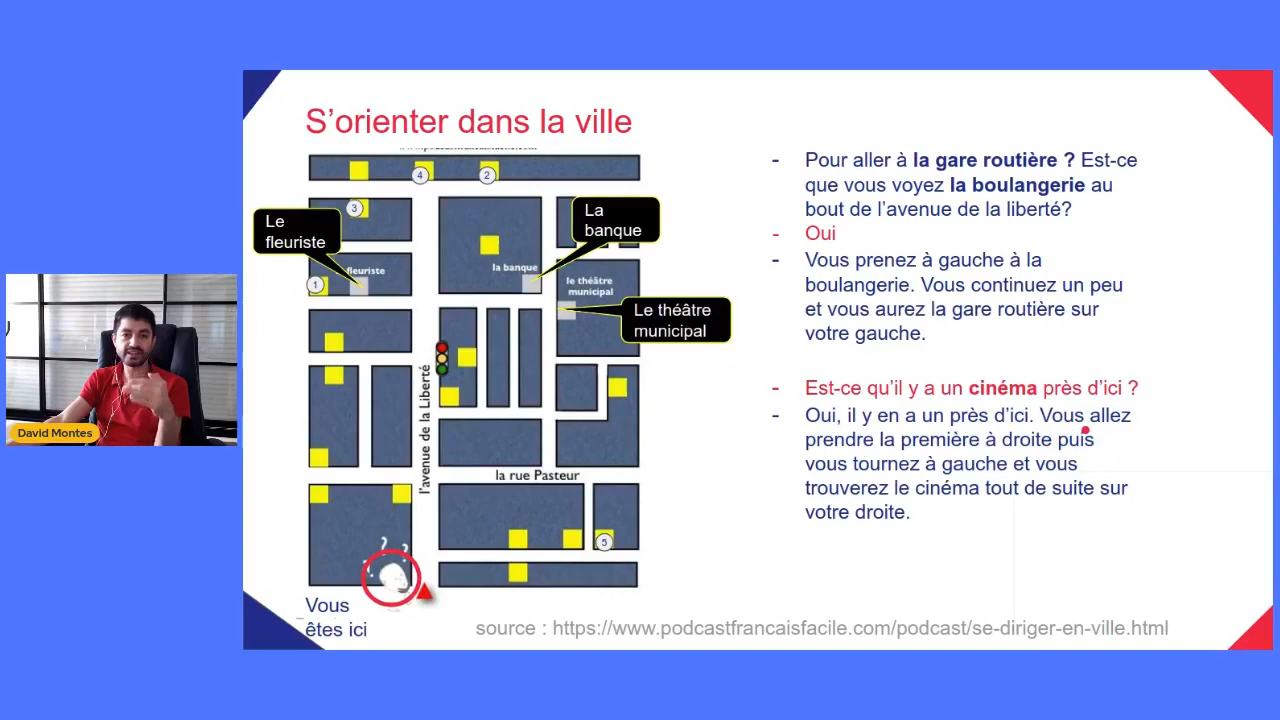 S'orienter dans la ville
4
2
3
Le
fleuriste
La
banque
fleuriste
la banque
le théâtre
municipal
1
Le théâtre
municipal
l'avenue de la Liberté
la rue Pasteur
5
? ? ?
Vous
êtes ici
- Pour aller à la gare routière ? Est-ce
que vous voyez la boulangerie au
bout de l'avenue de la liberté?
- Oui
- Vous prenez à gauche à la
boulangerie. Vous continuez un peu
et vous aurez la gare routière sur
votre gauche.
- Est-ce qu'il y a un cinéma près d'ici ?
- Oui, il y en a un près d'ici. Vous allez
prendre la première à droite puis
vous tournez à gauche et vous
trouverez le cinéma tout de suite sur
votre droite.
source : https://www.podcastfrancaisfacile.com/podcast/se-diriger-en-ville.html
David Montes